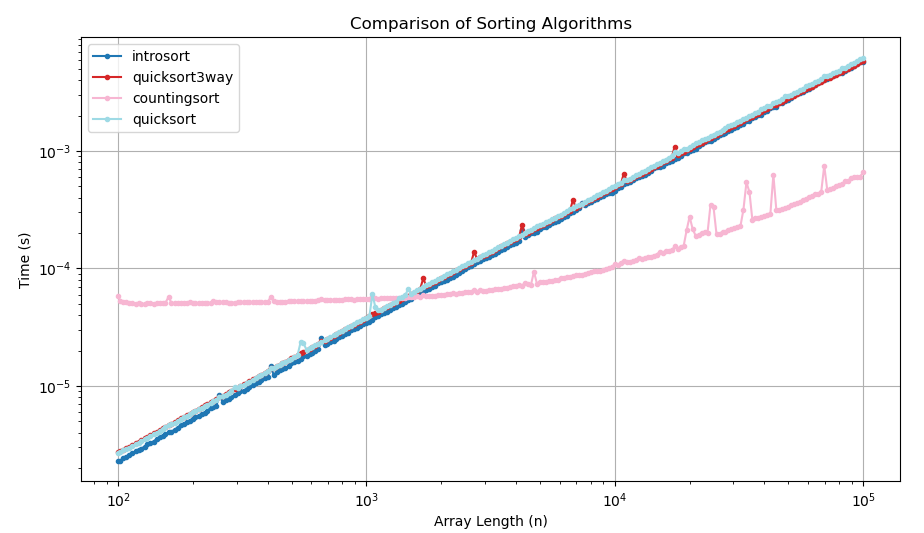 Comparison of Sorting Algorithms
introsort
quicksort3way
countingsort
quicksort
Time (s)
10⁻³
10⁻⁴
10⁻⁵
10²
10³
10⁴
10⁵
Array Length (n)